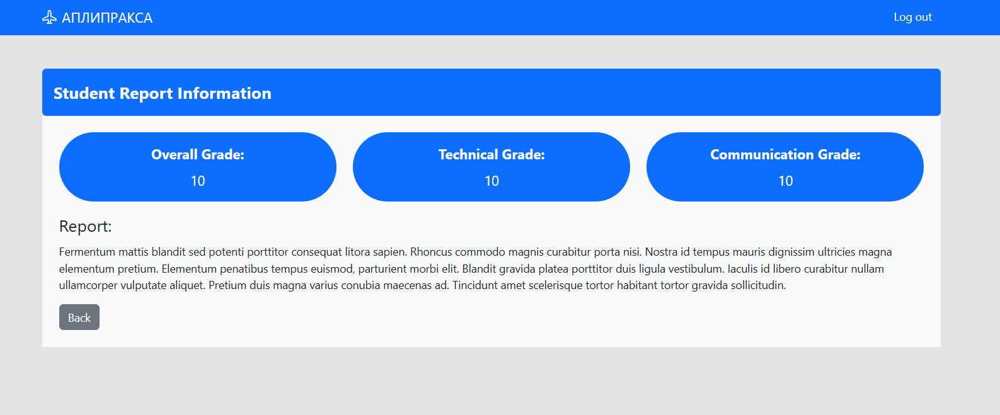 АПЛИПРАКСА
Log out
Student Report Information
Overall Grade:
10
Technical Grade:
10
Communication Grade:
10
Report:
Fermentum mattis blandit sed potenti porttitor consequat litora sapien. Rhoncus commodo magnis curabitur porta nisi. Nostra id tempus mauris dignissim ultricies magna
elementum pretium. Elementum penatibus tempus euismod, parturient morbi elit. Blandit gravida platea porttitor duis ligula vestibulum. Iaculis id libero curabitur nullam
ullamcorper vulputate aliquet. Pretium duis magna varius conubia maecenas ad. Tincidunt amet scelerisque tortor habitant tortor gravida sollicitudin.
Back